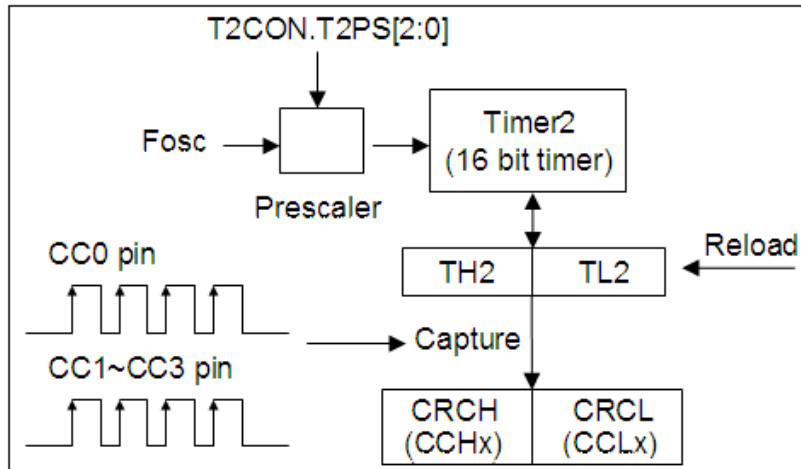 T2CON.T2PS[2:0]
Fosc
Prescaler
Timer2
(16 bit timer)
CC0 pin
TH2
TL2
Reload
Capture
CC1~CC3 pin
CRCH
(CCHx)
CRCL
(CCLx)